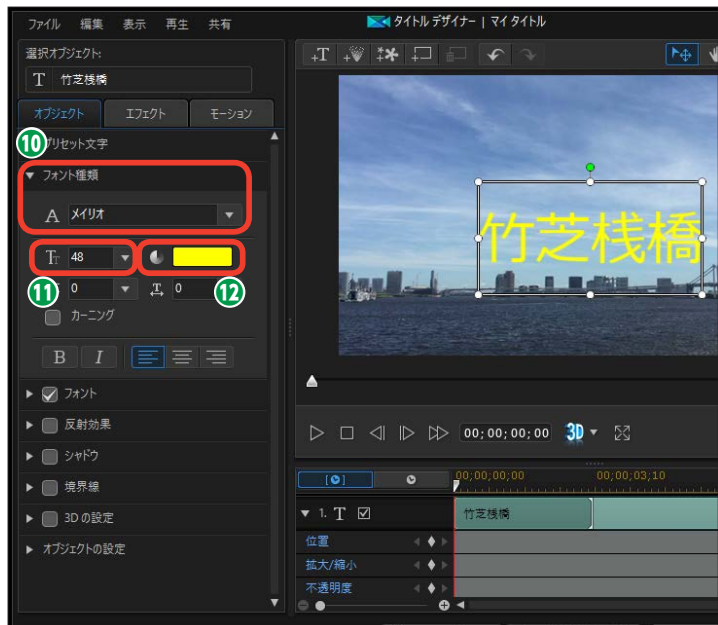 ファイル 編集 表示 再生 共有
タイトル デザイナー | マイ タイトル
選択オブジェクト:
T 竹芝桟橋
オブジェクト エフェクト モーション
⑩ プリセット文字
フォント種類
A メイリオ
48
⑪ 0 0 ⑫
カーニング
B I
フォント
反射効果
シャドウ
境界線
3D の設定
オブジェクトの設定
竹芝桟橋
00;00;00;00 3D
00;00;00;00 00;00;03;10
1. T 竹芝桟橋
位置
拡大/縮小
不透明度